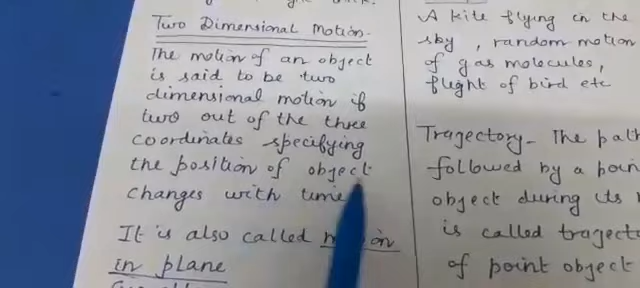 Two Dimensional Motion.
The motion of an object
is said to be two
dimensional motion if
two out of the three
coordinates specifying
the position of object
changes with time
It is also called
in plane
A kite flying in the
sky, random motion
of gas molecules,
flight of bird etc
Tragectory - The
followed by a
object during its
is called
of point object